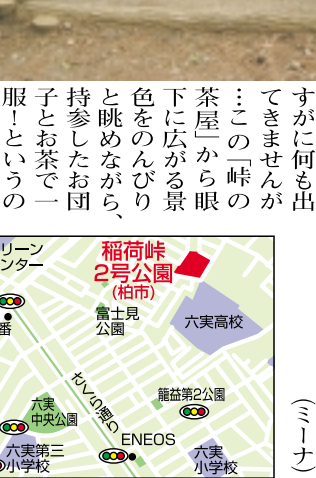 すがに何も出
てきませんが
…この「峠の
茶屋」から眼
下に広がる景
色をのんびり
と眺めながら、
持参したお団
子とお茶で一
服！というの
(ミーナ)
リーン
ンター
稲荷峠
2号公園
(柏市)
番
富士見
公園
六実高校
さくら通り
籠益第2公園
六実
中央公園
ENEOS
六実第三
小学校
六実
小学校